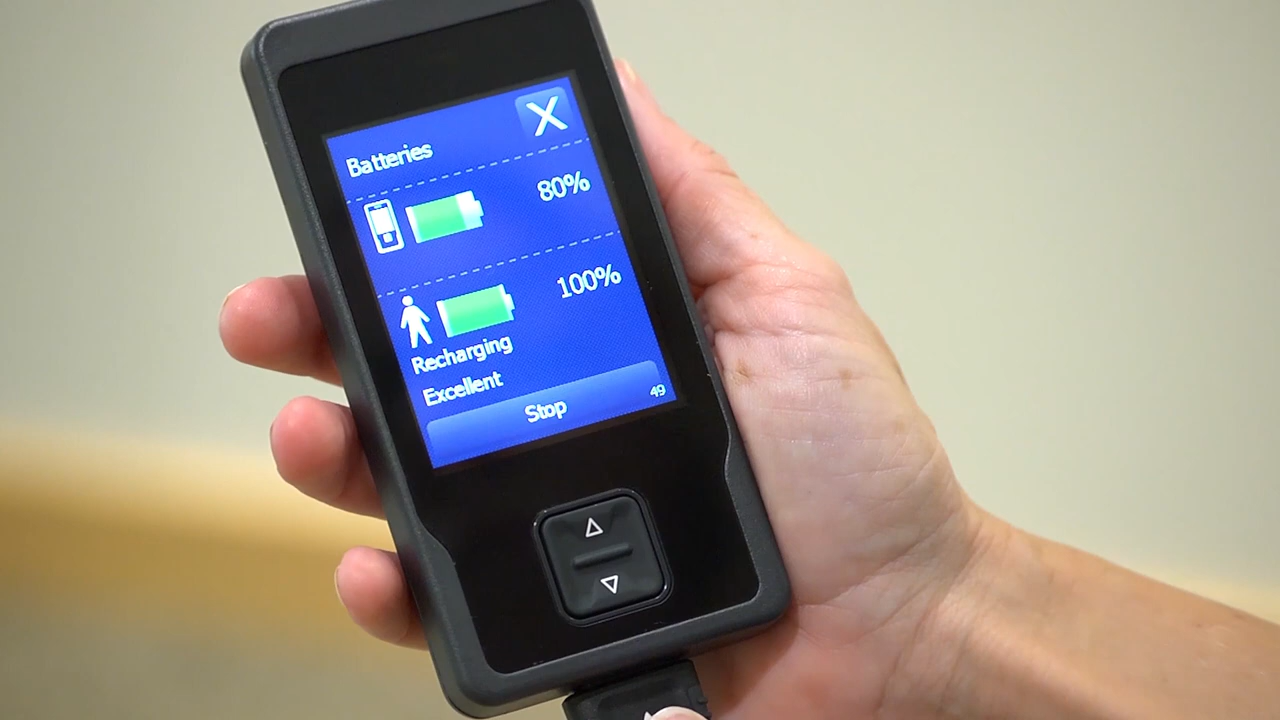 Batteries
X
80%
100%
Recharging
Excellent
Stop
49